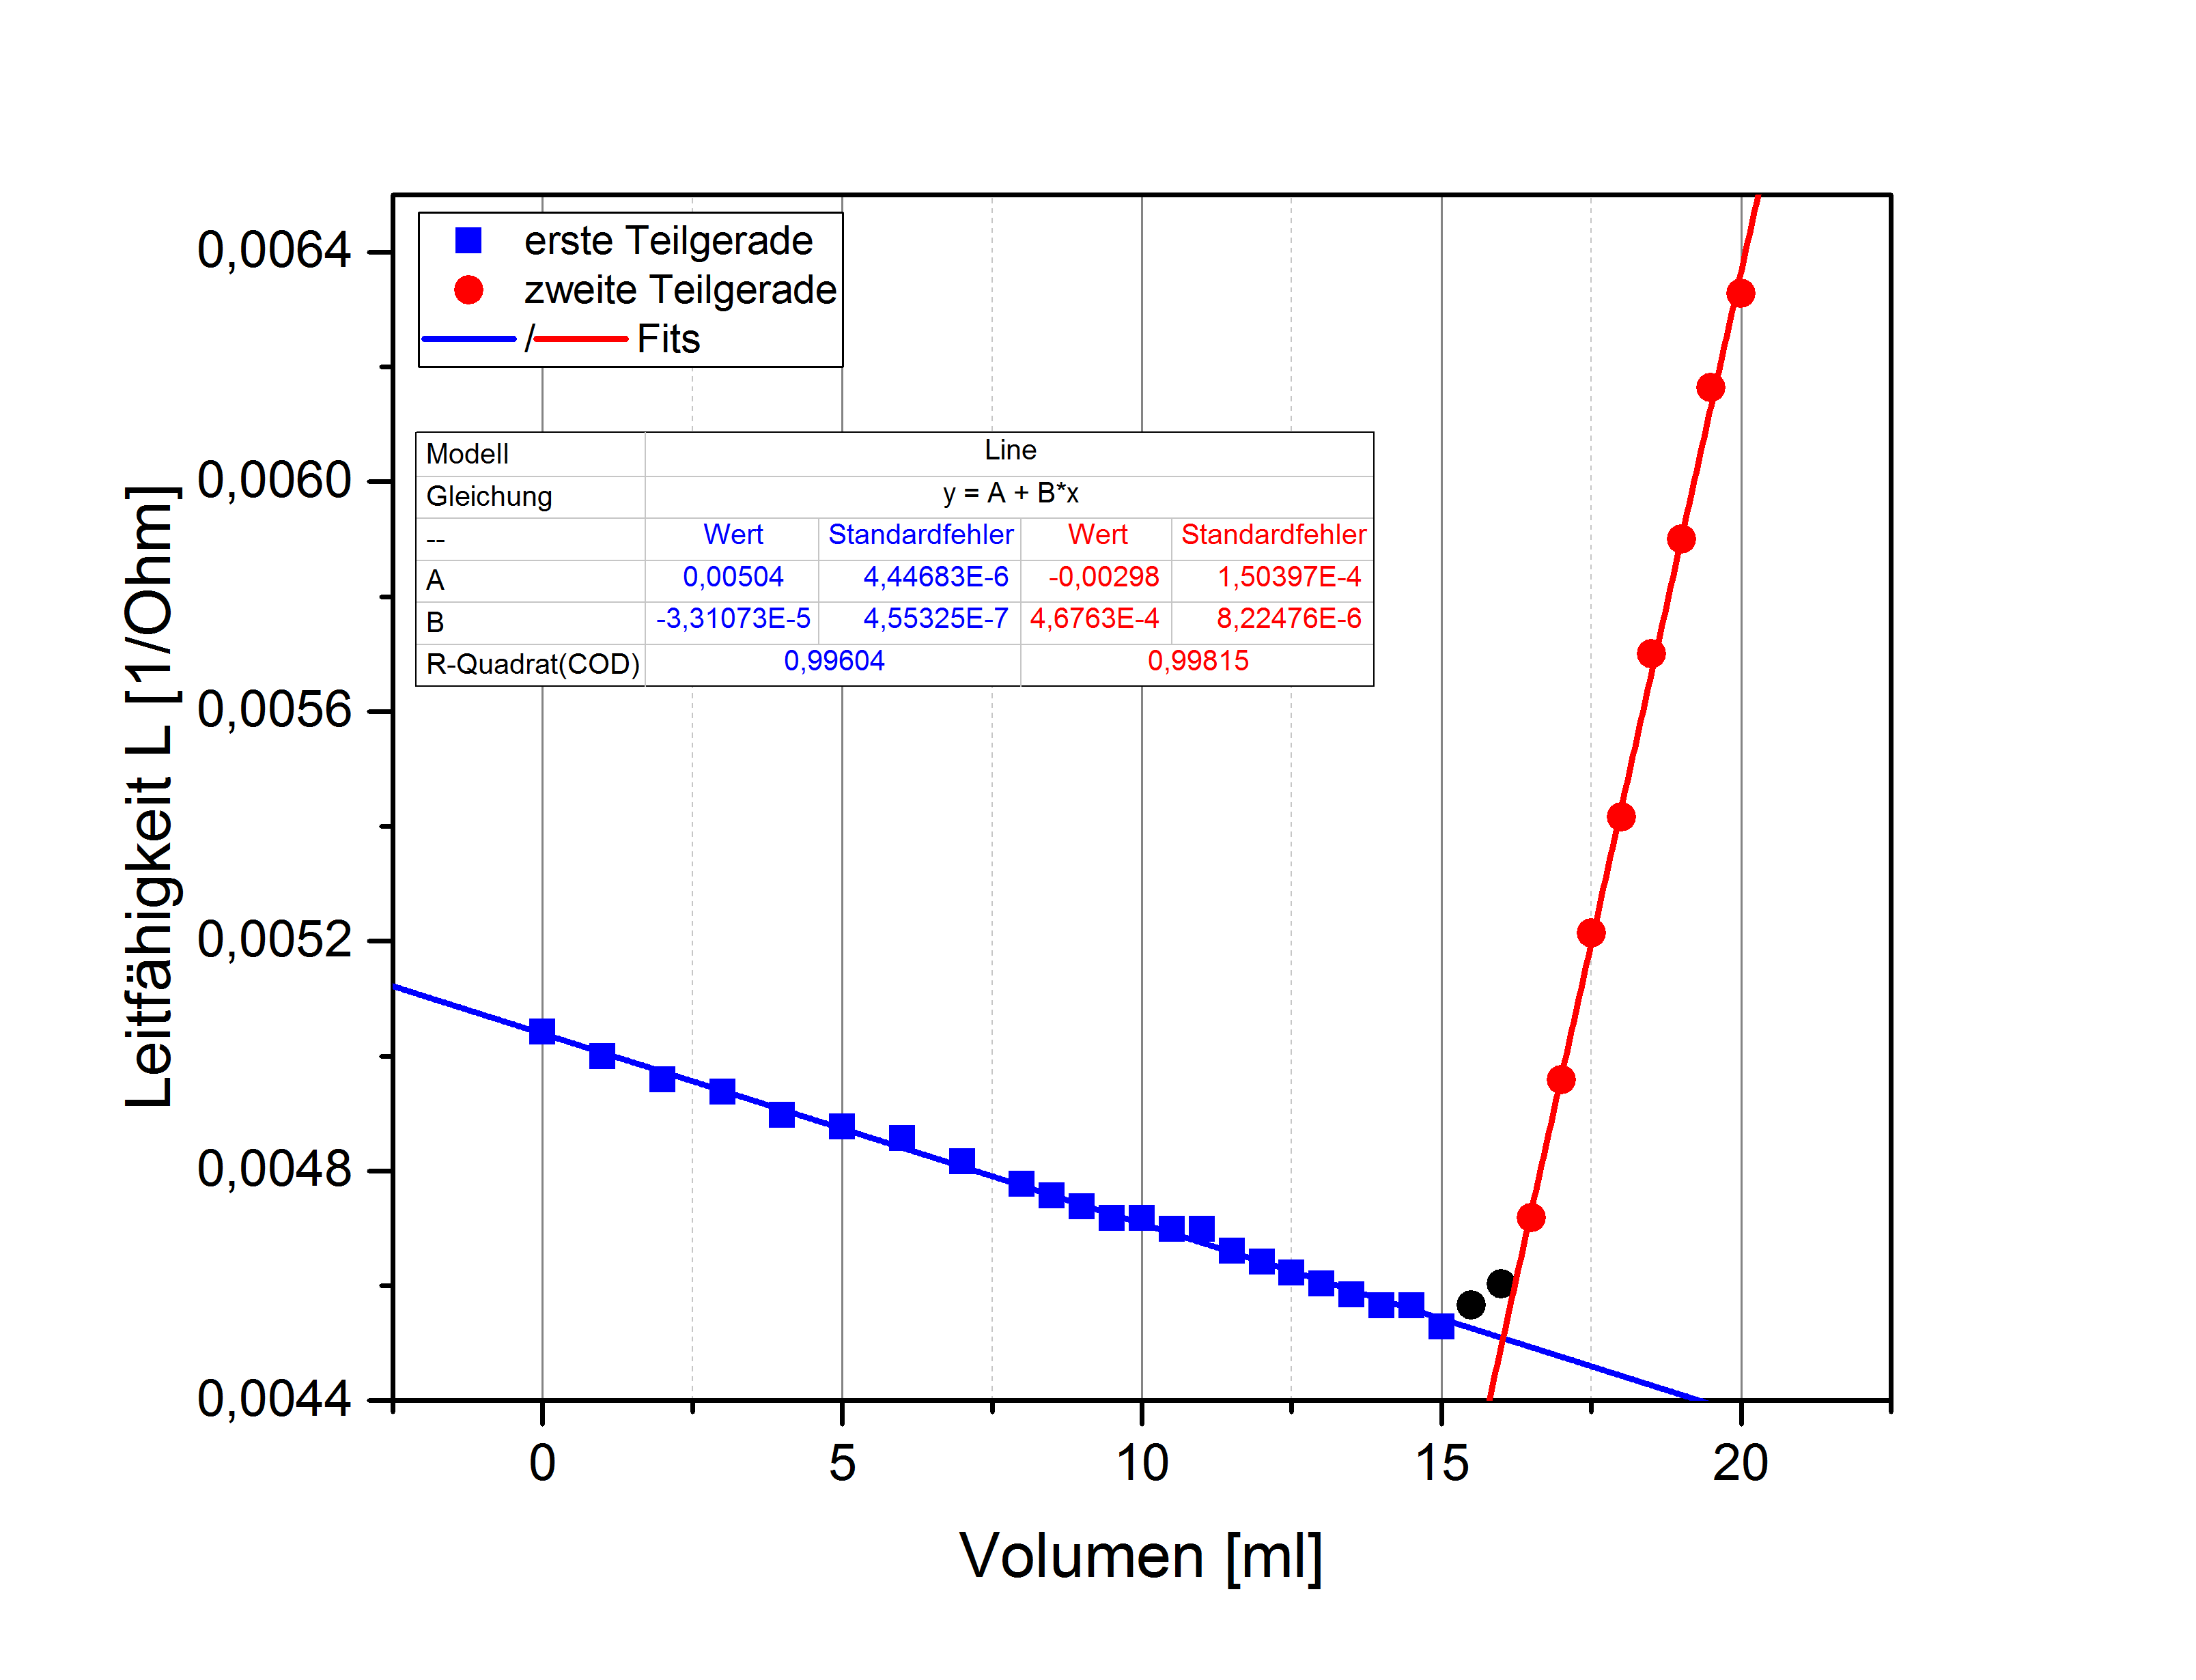 Leitfähigkeit L [1/Ohm]
0,0064
0,0060
0,0056
0,0052
0,0048
0,0044
erste Teilgerade
zweite Teilgerade
/ Fits
Modell Line
Gleichung y = A + B*x
-- Wert Standardfehler Wert Standardfehler
A 0,00504 4,44683E-6 -0,00298 1,50397E-4
B -3,31073E-5 4,55325E-7 4,6763E-4 8,22476E-6
R-Quadrat(COD) 0,99604 0,99815
0 5 10 15 20
Volumen [ml]